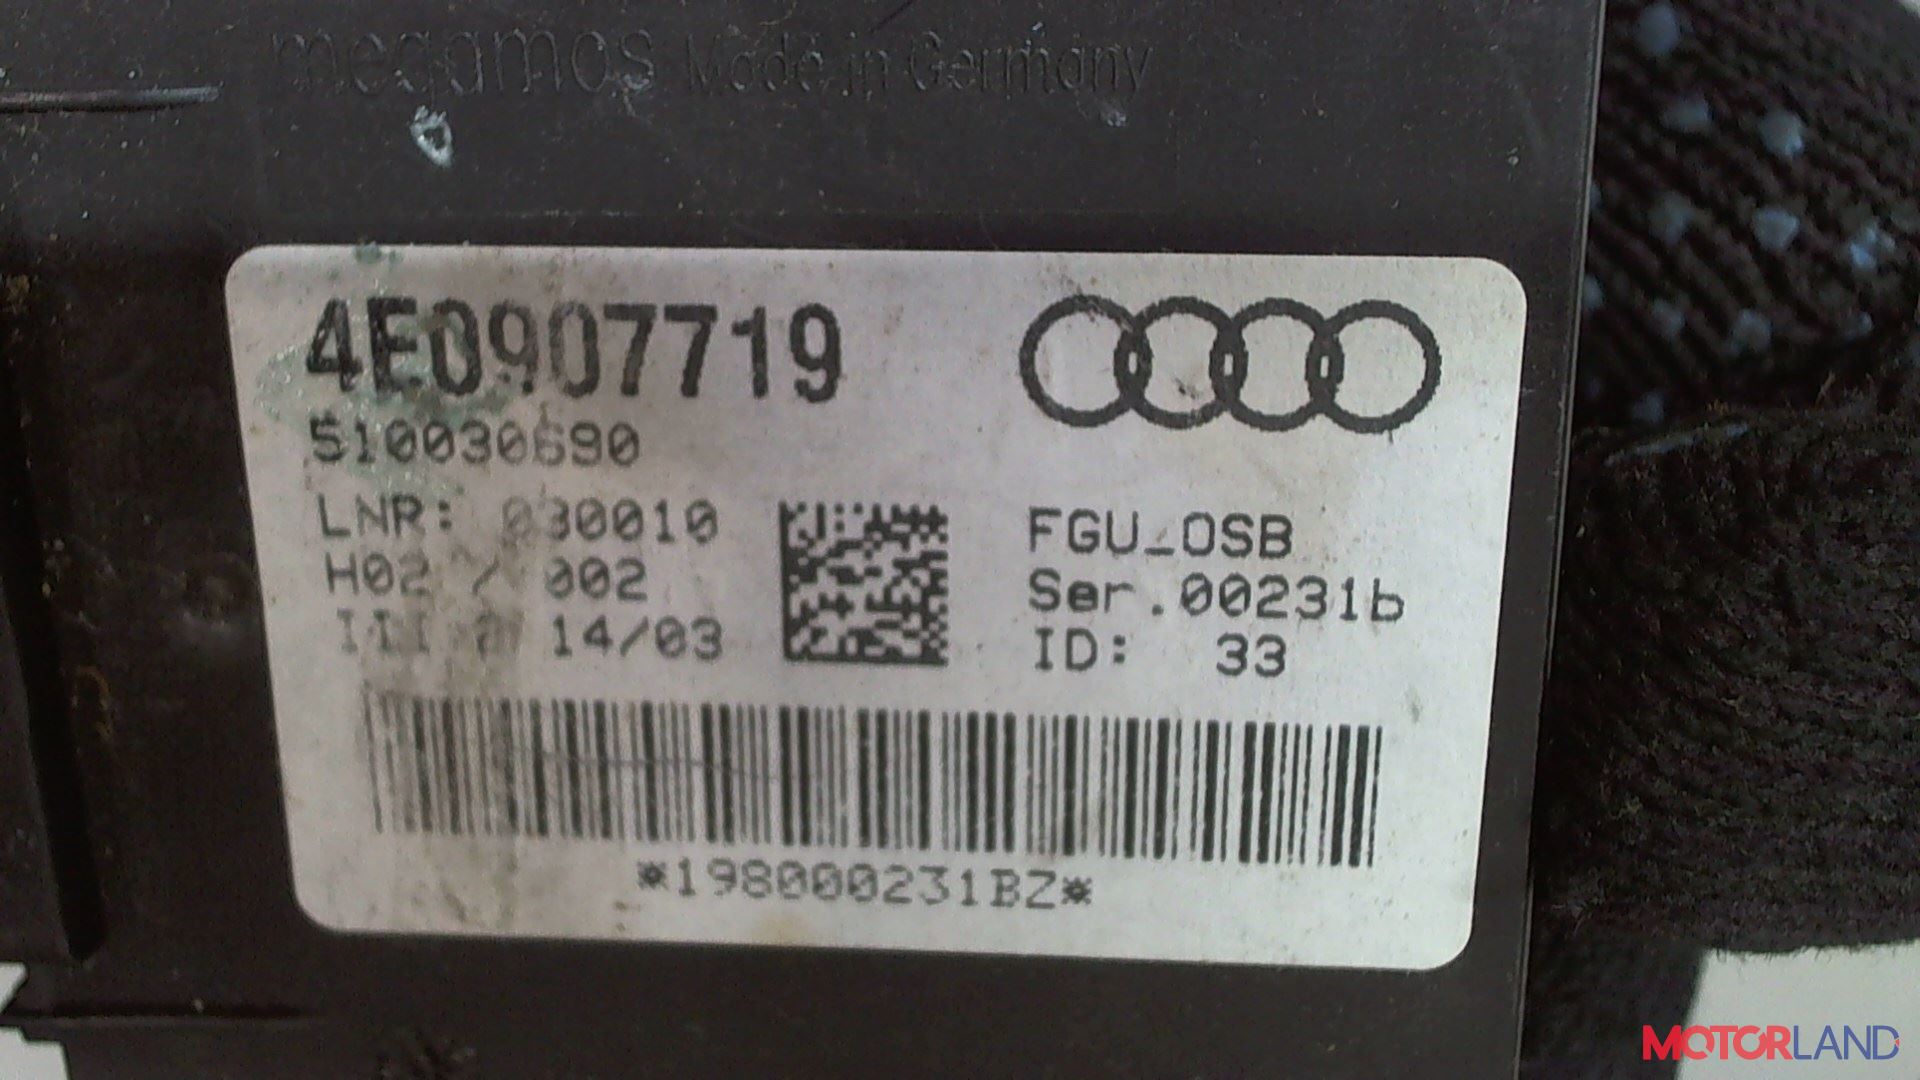 megamos Made in Germany
4E0907719
510030690
LNR: 030010
H02 / 002
III 14/03
FGU_OSB
Ser.00231b
ID: 33
*198000231BZ*
MOTORLAND